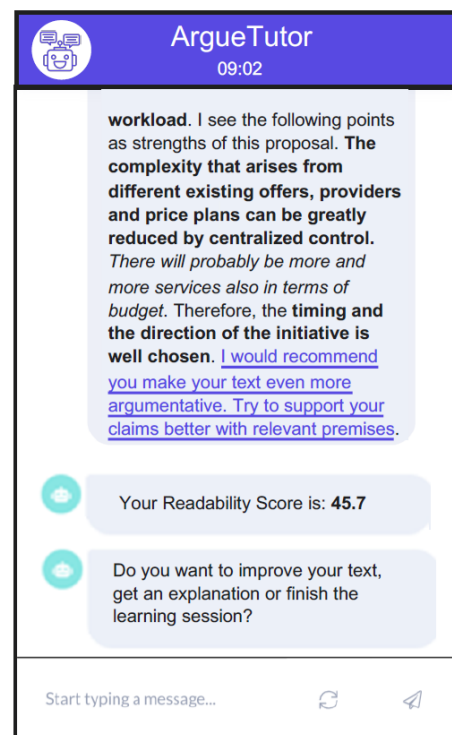 ArgueTutor
09:02
workload. I see the following points
as strengths of this proposal. The
complexity that arises from
different existing offers, providers
and price plans can be greatly
reduced by centralized control.
There will probably be more and
more services also in terms of
budget. Therefore, the timing and
the direction of the initiative is
well chosen. I would recommend
you make your text even more
argumentative. Try to support your
claims better with relevant premises.
Your Readability Score is: 45.7
Do you want to improve your text,
get an explanation or finish the
learning session?
Start typing a message...